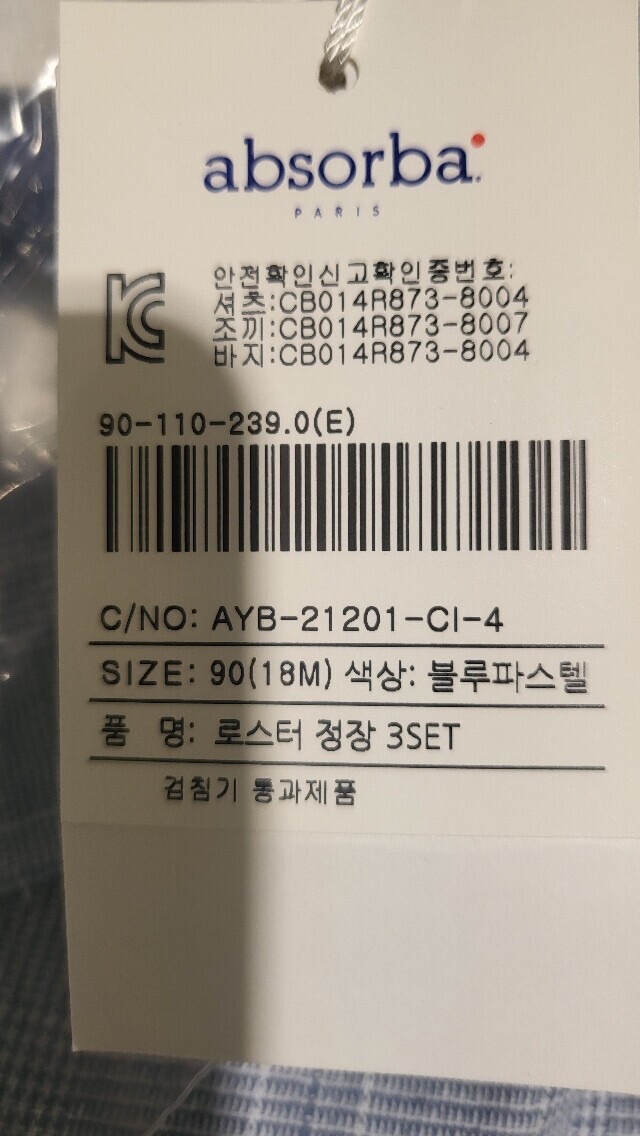 absorba.
PARIS
안전확인신고확인증번호:
셔츠:CB014R873-8004
조끼:CB014R873-8007
바지:CB014R873-8004
90-110-239.0(E)
C/NO: AYB-21201-CI-4
SIZE: 90(18M) 색상: 블루파스텔
품 명: 로스터 정장 3SET
검침기 통과제품